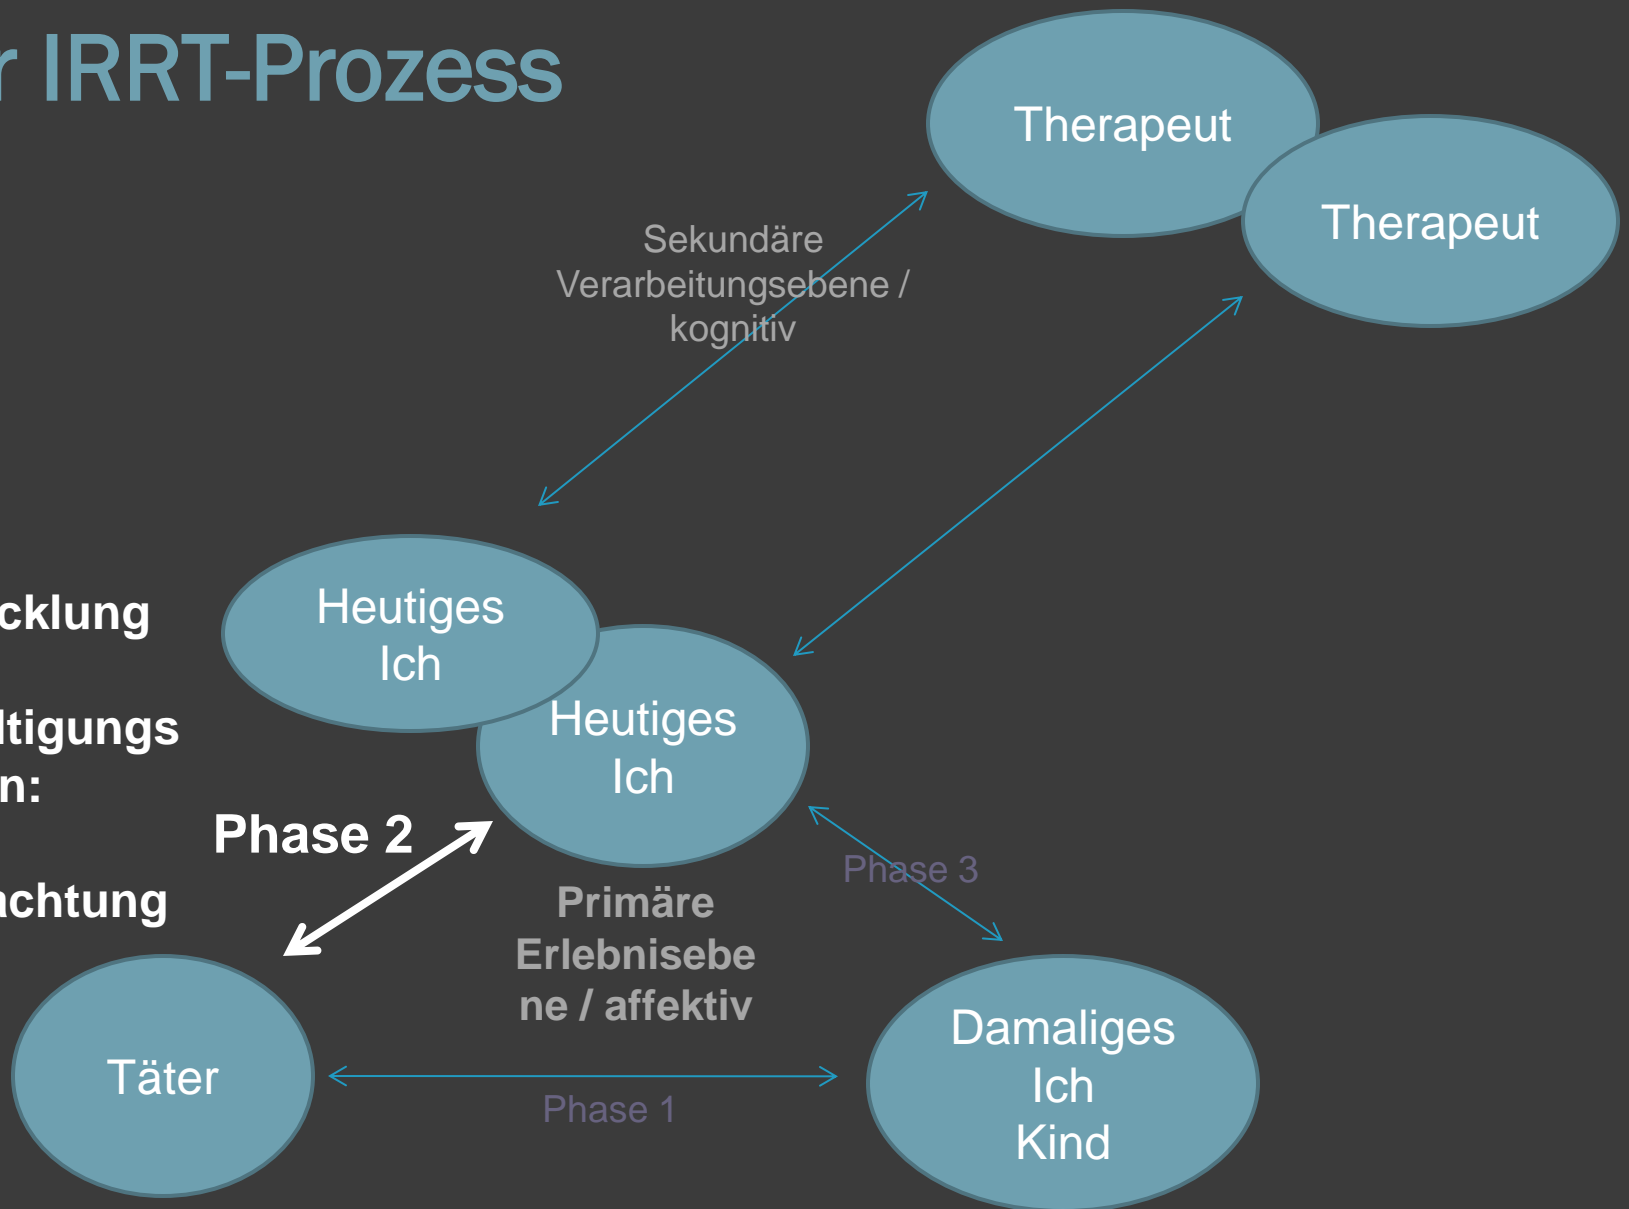 r IRRT-Prozess
Therapeut
Therapeut
Sekundäre
Verarbeitungsebene /
kognitiv
Heutiges
Ich
Heutiges
Ich
cklung
ltigungs
n:
achtung
Phase 2
Phase 3
Primäre
Erlebnisebe
ne / affektiv
Täter
Phase 1
Damaliges
Ich
Kind